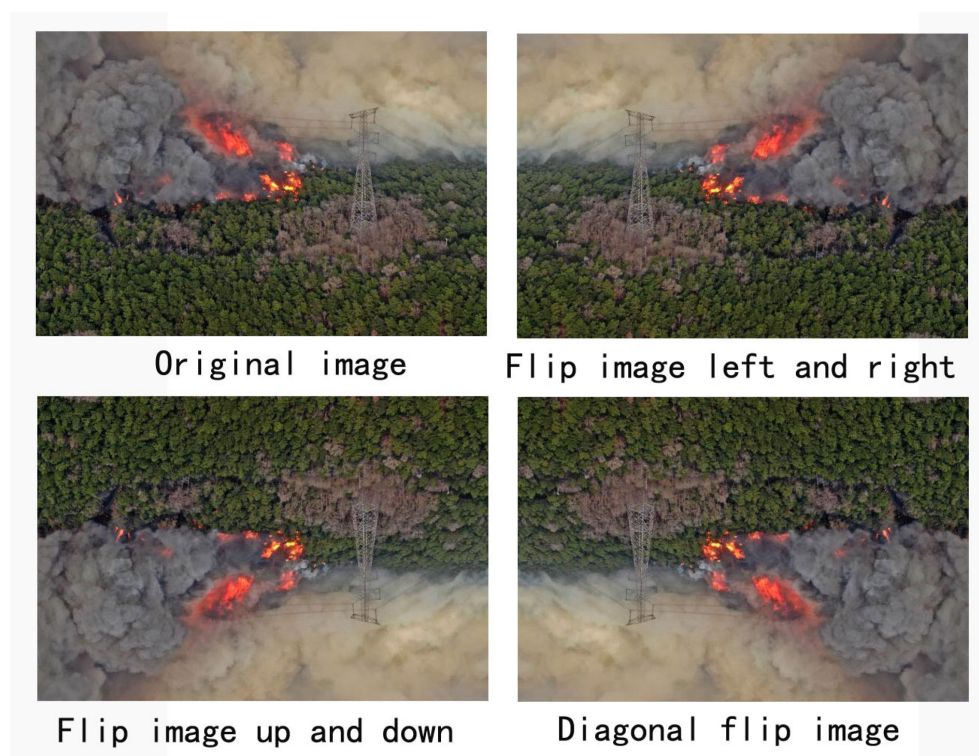 Original image
Flip image left and right
Flip image up and down
Diagonal flip image